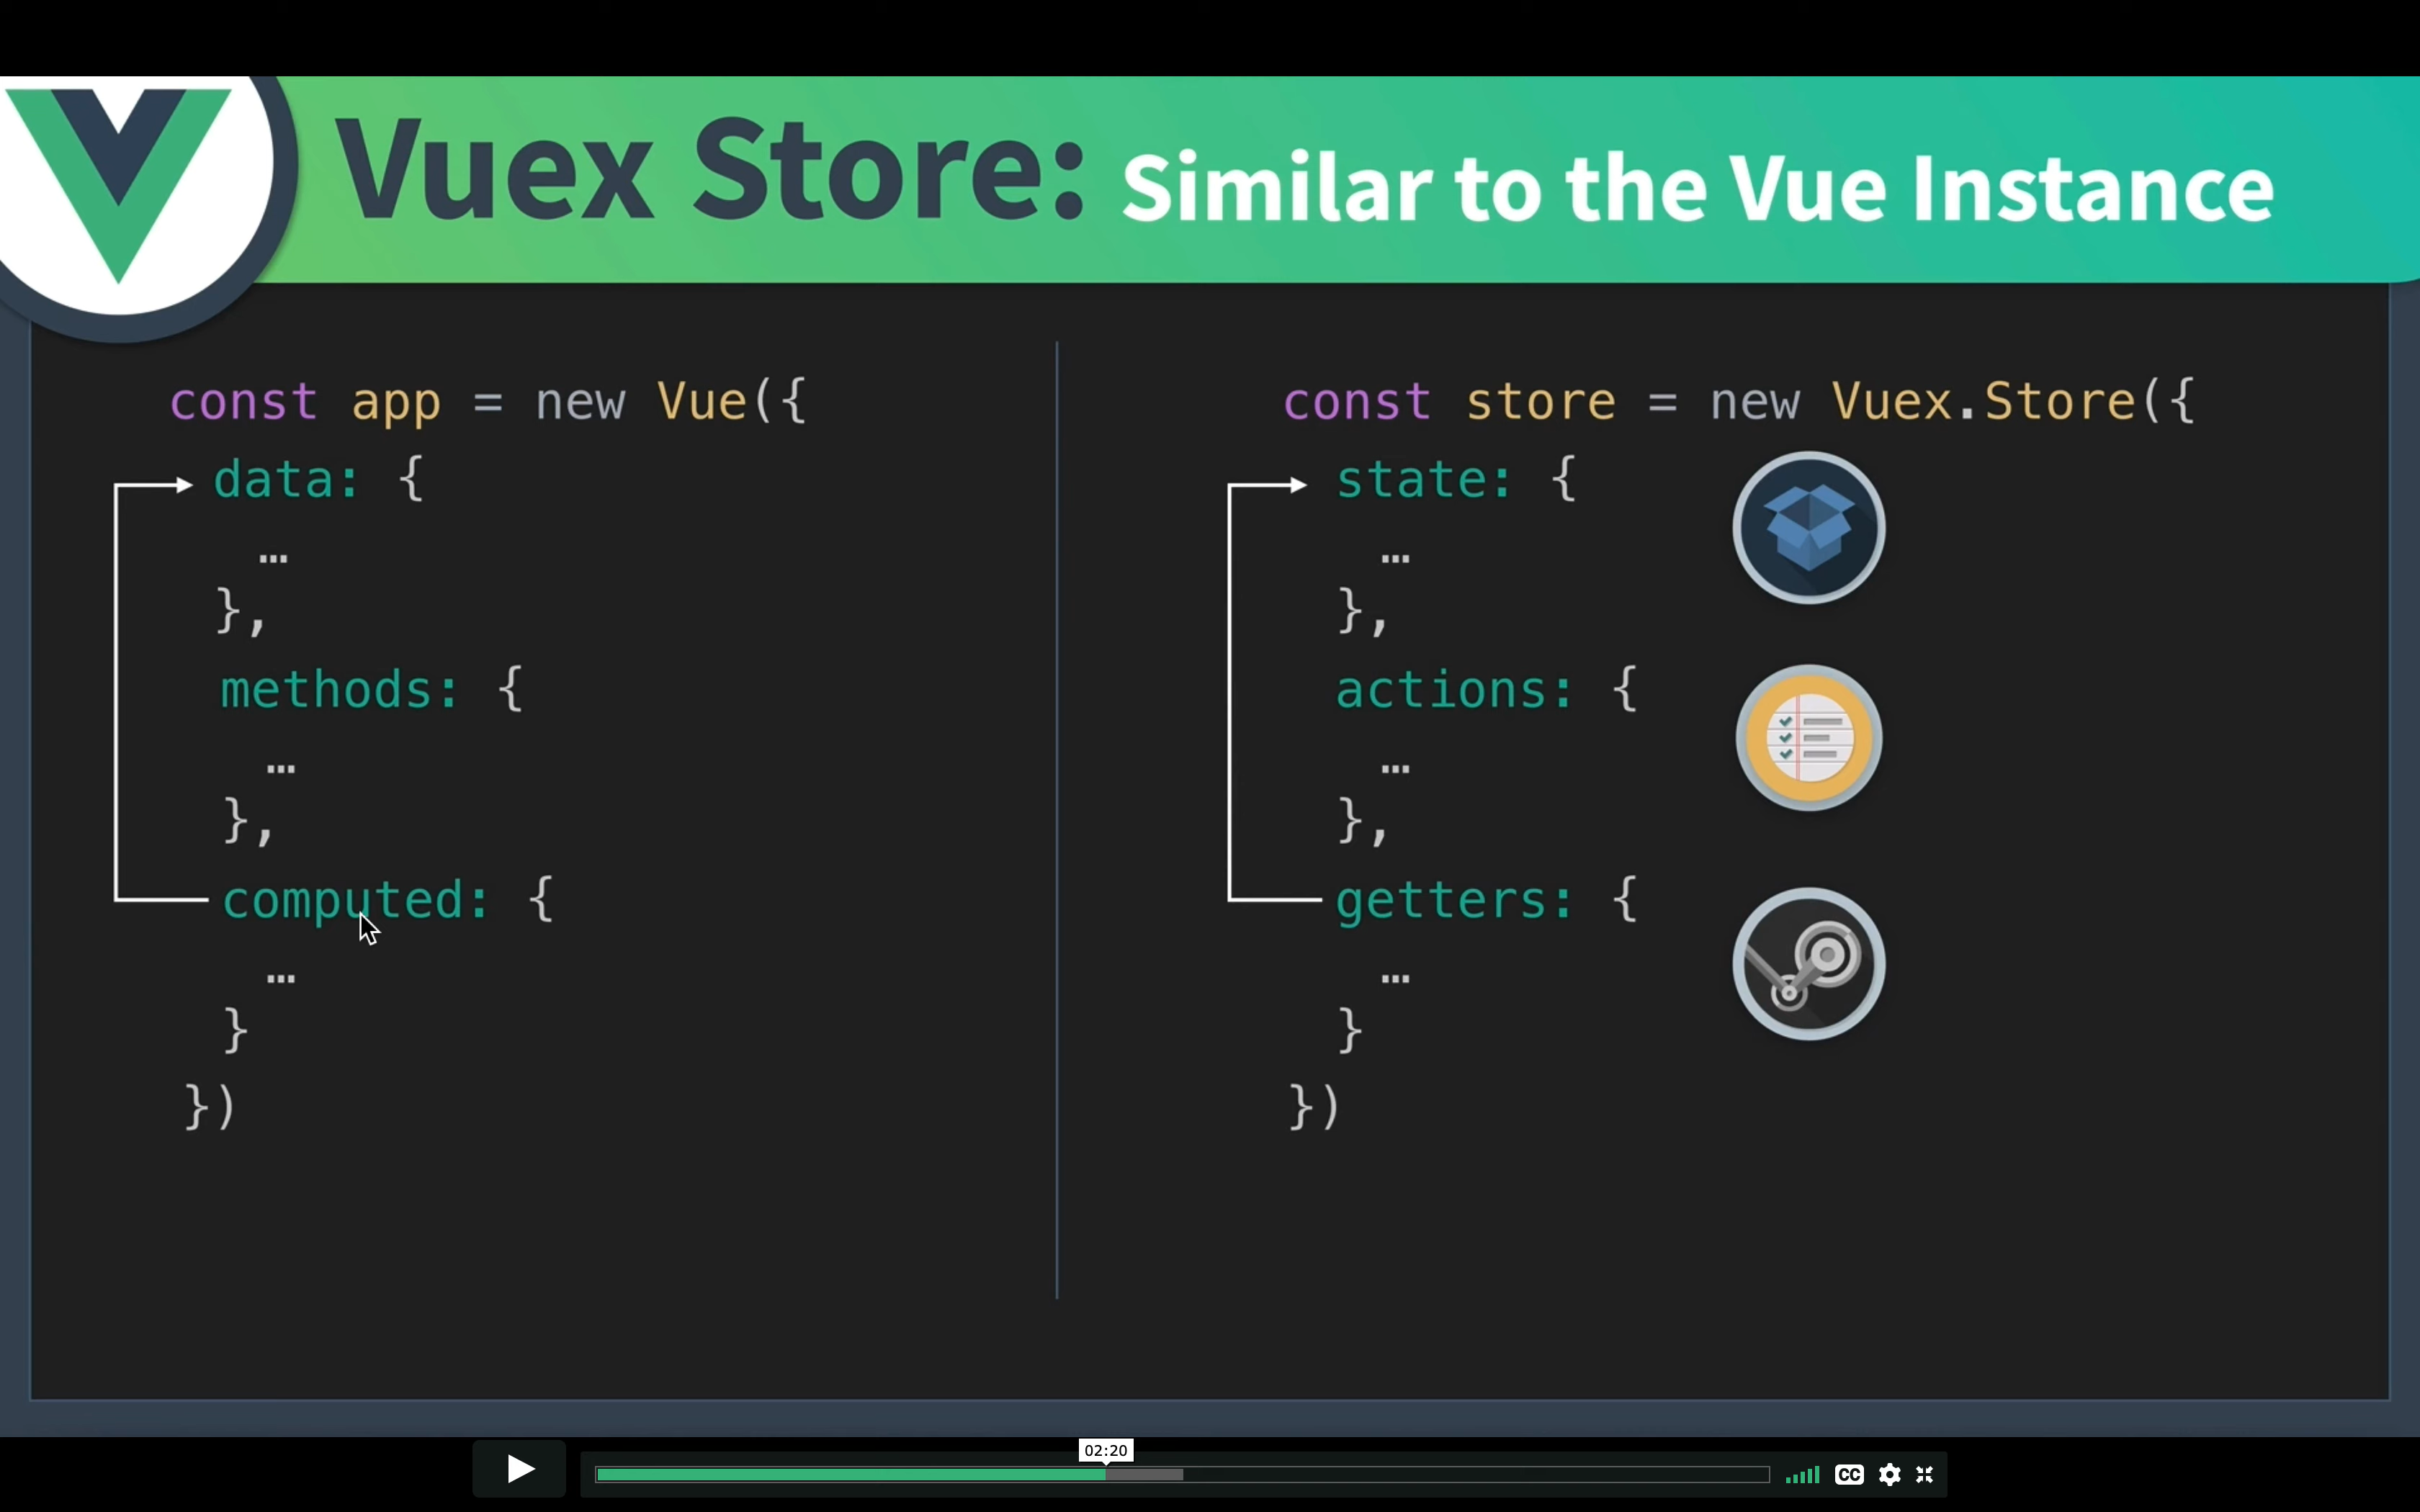 Vuex Store: Similar to the Vue Instance
const app = new Vue({
data: {
…
},
methods: {
…
},
computed: {
…
}
})
const store = new Vuex.Store({
state: {
…
},
actions: {
…
},
getters: {
…
}
})
02:20
CC